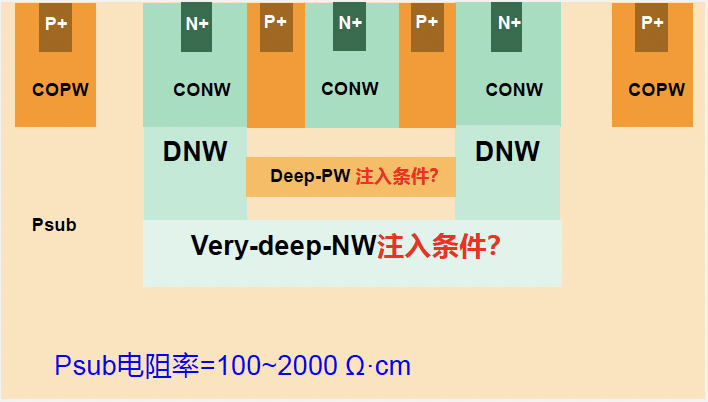 P+ N+ P+ N+ P+ N+ P+
COPW CONW CONW CONW COPW
DNW DNW
Deep-PW 注入条件?
Psub
Very-deep-NW注入条件?
Psub电阻率=100~2000 Ω·cm